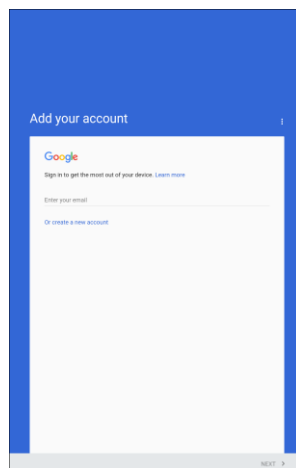 Add your account
Google
Sign in to get the most out of your device. Learn more
Enter your email
Or create a new account
NEXT >